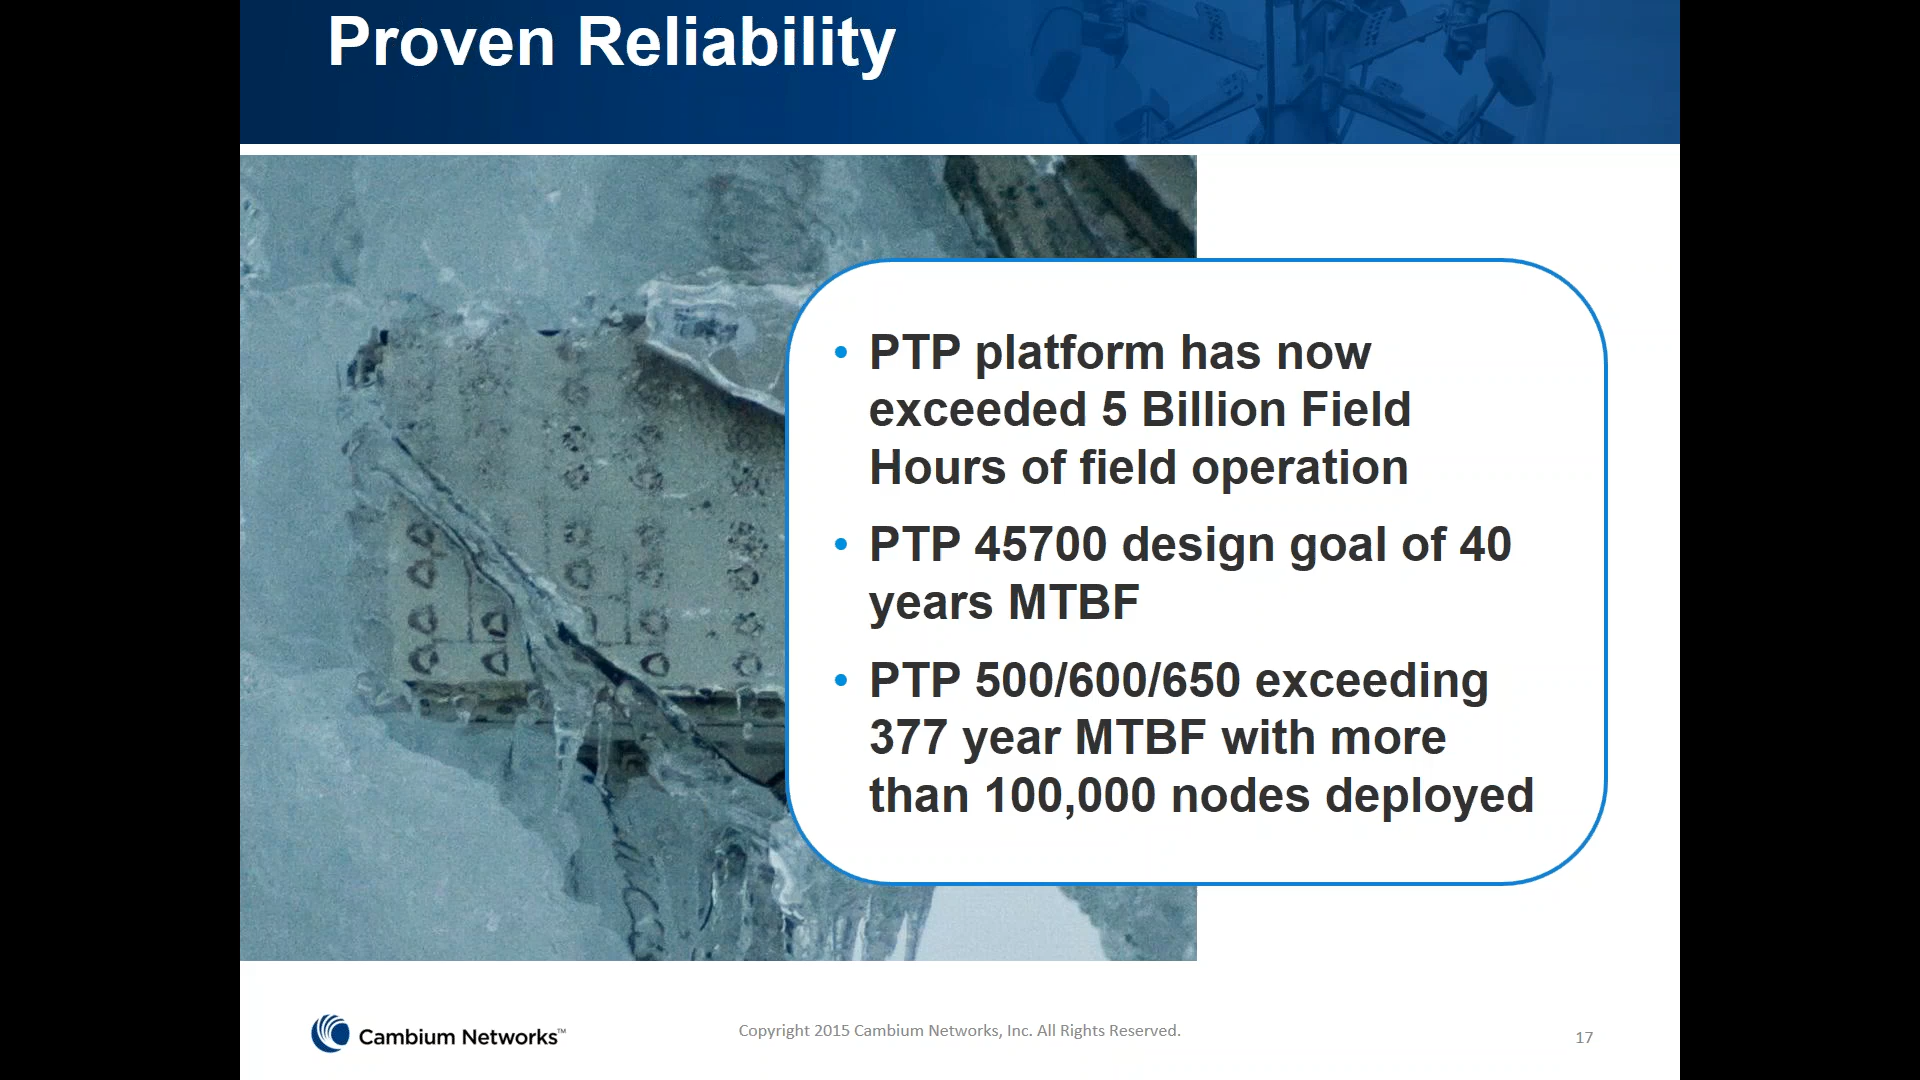 Proven Reliability
• PTP platform has now
exceeded 5 Billion Field
Hours of field operation
• PTP 45700 design goal of 40
years MTBF
• PTP 500/600/650 exceeding
377 year MTBF with more
than 100,000 nodes deployed
Cambium Networks™
Copyright 2015 Cambium Networks, Inc. All Rights Reserved.
17